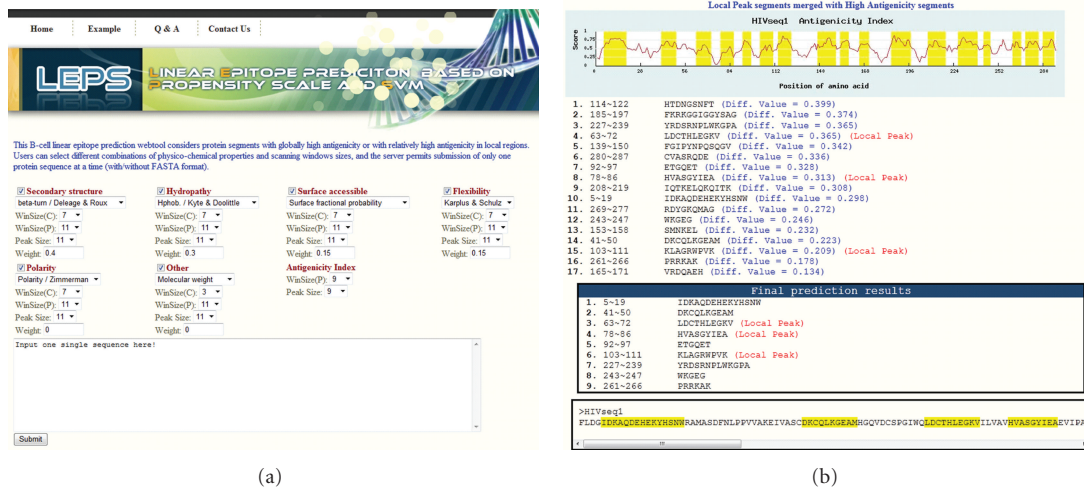 Home Example Q & A Contact Us
LEPS
LINEAR EPITOPE PREDICITON BASED ON
PROPENSITY SCALE AND SVM
This B-cell linear epitope prediction webtool considers protein segments with globally high antigenicity or with relatively high antigenicity in local regions.
Users can select different combinations of physico-chemical properties and scanning windows sizes, and the server permits submission of only one
protein sequence at a time (with/without FASTA format).
Secondary structure Hydropathy Surface accessible Flexibility
beta-turn / Deleage & Roux Hphob. / Kyte & Doolittle Surface fractional probability Karplus & Schulz
WinSize(C): 7 WinSize(C): 7 WinSize(C): 7 WinSize(C): 7
WinSize(P): 11 WinSize(P): 11 WinSize(P): 11 WinSize(P): 11
Peak Size: 11 Peak Size: 11 Peak Size: 11 Peak Size: 11
Weight: 0.4 Weight: 0.3 Weight: 0.15 Weight: 0.15
Polarity Other Antigenicity Index
Polarity / Zimmerman Molecular weight WinSize(P): 9
WinSize(C): 7 WinSize(C): 3 Peak Size: 9
WinSize(P): 11 WinSize(P): 11
Peak Size: 11 Peak Size: 11
Weight: 0 Weight: 0
Input one single sequence here!
Submit
(a)
Local Peak segments merged with High Antigenicity segments
HIVseq1 Antigenicity Index
Score
1
0.75
0.5
0.25
0
0 28 56 84 112 140 168 196 224 252 280
Position of amino acid
1. 114~122 HTDNGSNFT (Diff. Value = 0.399)
2. 185~197 FKRKGGIGGYSAG (Diff. Value = 0.374)
3. 227~239 YRDSRNPLWKGPA (Diff. Value = 0.365)
4. 63~72 LDCTHLEGKV (Diff. Value = 0.365) (Local Peak)
5. 139~150 FGIPYNPQSQGV (Diff. Value = 0.342)
6. 280~287 CVASRQDE (Diff. Value = 0.336)
7. 92~97 ETGQET (Diff. Value = 0.328)
8. 78~86 HVASGYIEA (Diff. Value = 0.313) (Local Peak)
9. 208~219 IQTKELQKQITK (Diff. Value = 0.308)
10. 5~19 IDKAQDEHEKYHSNW (Diff. Value = 0.298)
11. 269~277 RDYGKQMAG (Diff. Value = 0.272)
12. 243~247 WKGEG (Diff. Value = 0.246)
13. 153~158 SMNKEL (Diff. Value = 0.232)
14. 41~50 DKCQLKGEAM (Diff. Value = 0.223)
15. 103~111 KLAGRWPVK (Diff. Value = 0.209) (Local Peak)
16. 261~266 PRRKAK (Diff. Value = 0.178)
17. 165~171 VRDQAEH (Diff. Value = 0.134)
Final prediction results
1. 5~19 IDKAQDEHEKYHSNW
2. 41~50 DKCQLKGEAM
3. 63~72 LDCTHLEGKV (Local Peak)
4. 78~86 HVASGYIEA (Local Peak)
5. 92~97 ETGQET
6. 103~111 KLAGRWPVK (Local Peak)
7. 227~239 YRDSRNPLWKGPA
8. 243~247 WKGEG
9. 261~266 PRRKAK
>HIVseq1
FLDGIDKAQDEHEKYHSNWRAMASDFNLPPVVAKEIVASCDKCQLKGEAMHGQVDCSPGIWQLDCTHLEGKVILVAVHVASGYIEAEVIPA
(b)